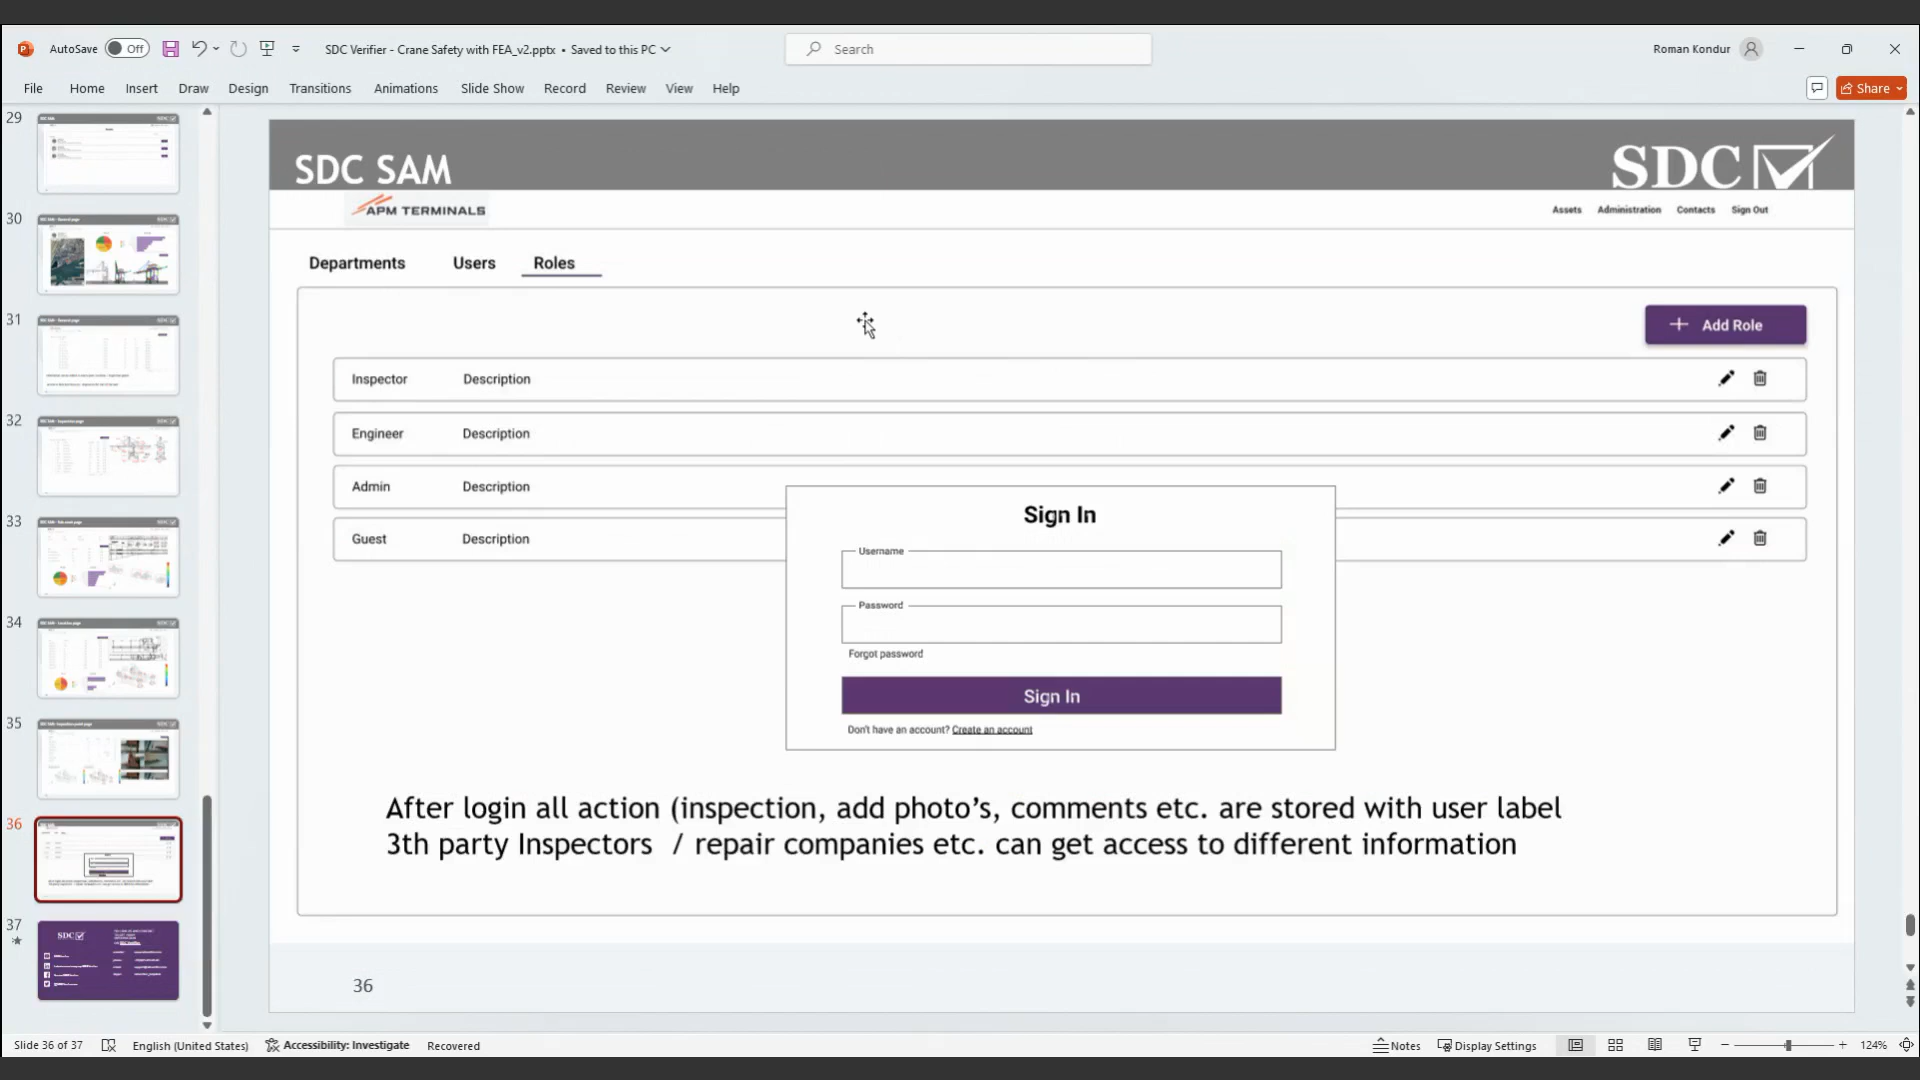 AutoSave Off SDC Verifier - Crane Safety with FEA_v2.pptx • Saved to this PC Search Roman Kondur
File Home Insert Draw Design Transitions Animations Slide Show Record Review View Help Share
29
30
31
32
33
34
35
36
37
SDC SAM SDC
APM TERMINALS Assets Administration Contacts Sign Out
Departments Users Roles
+ Add Role
Inspector Description
Engineer Description
Admin Description
Guest Description
Sign In
Username
Password
Forgot password
Sign In
Don't have an account? Create an account
After login all action (inspection, add photo's, comments etc. are stored with user label
3th party Inspectors / repair companies etc. can get access to different information
36
Slide 36 of 37 English (United States) Accessibility: Investigate Recovered Notes Display Settings 124%